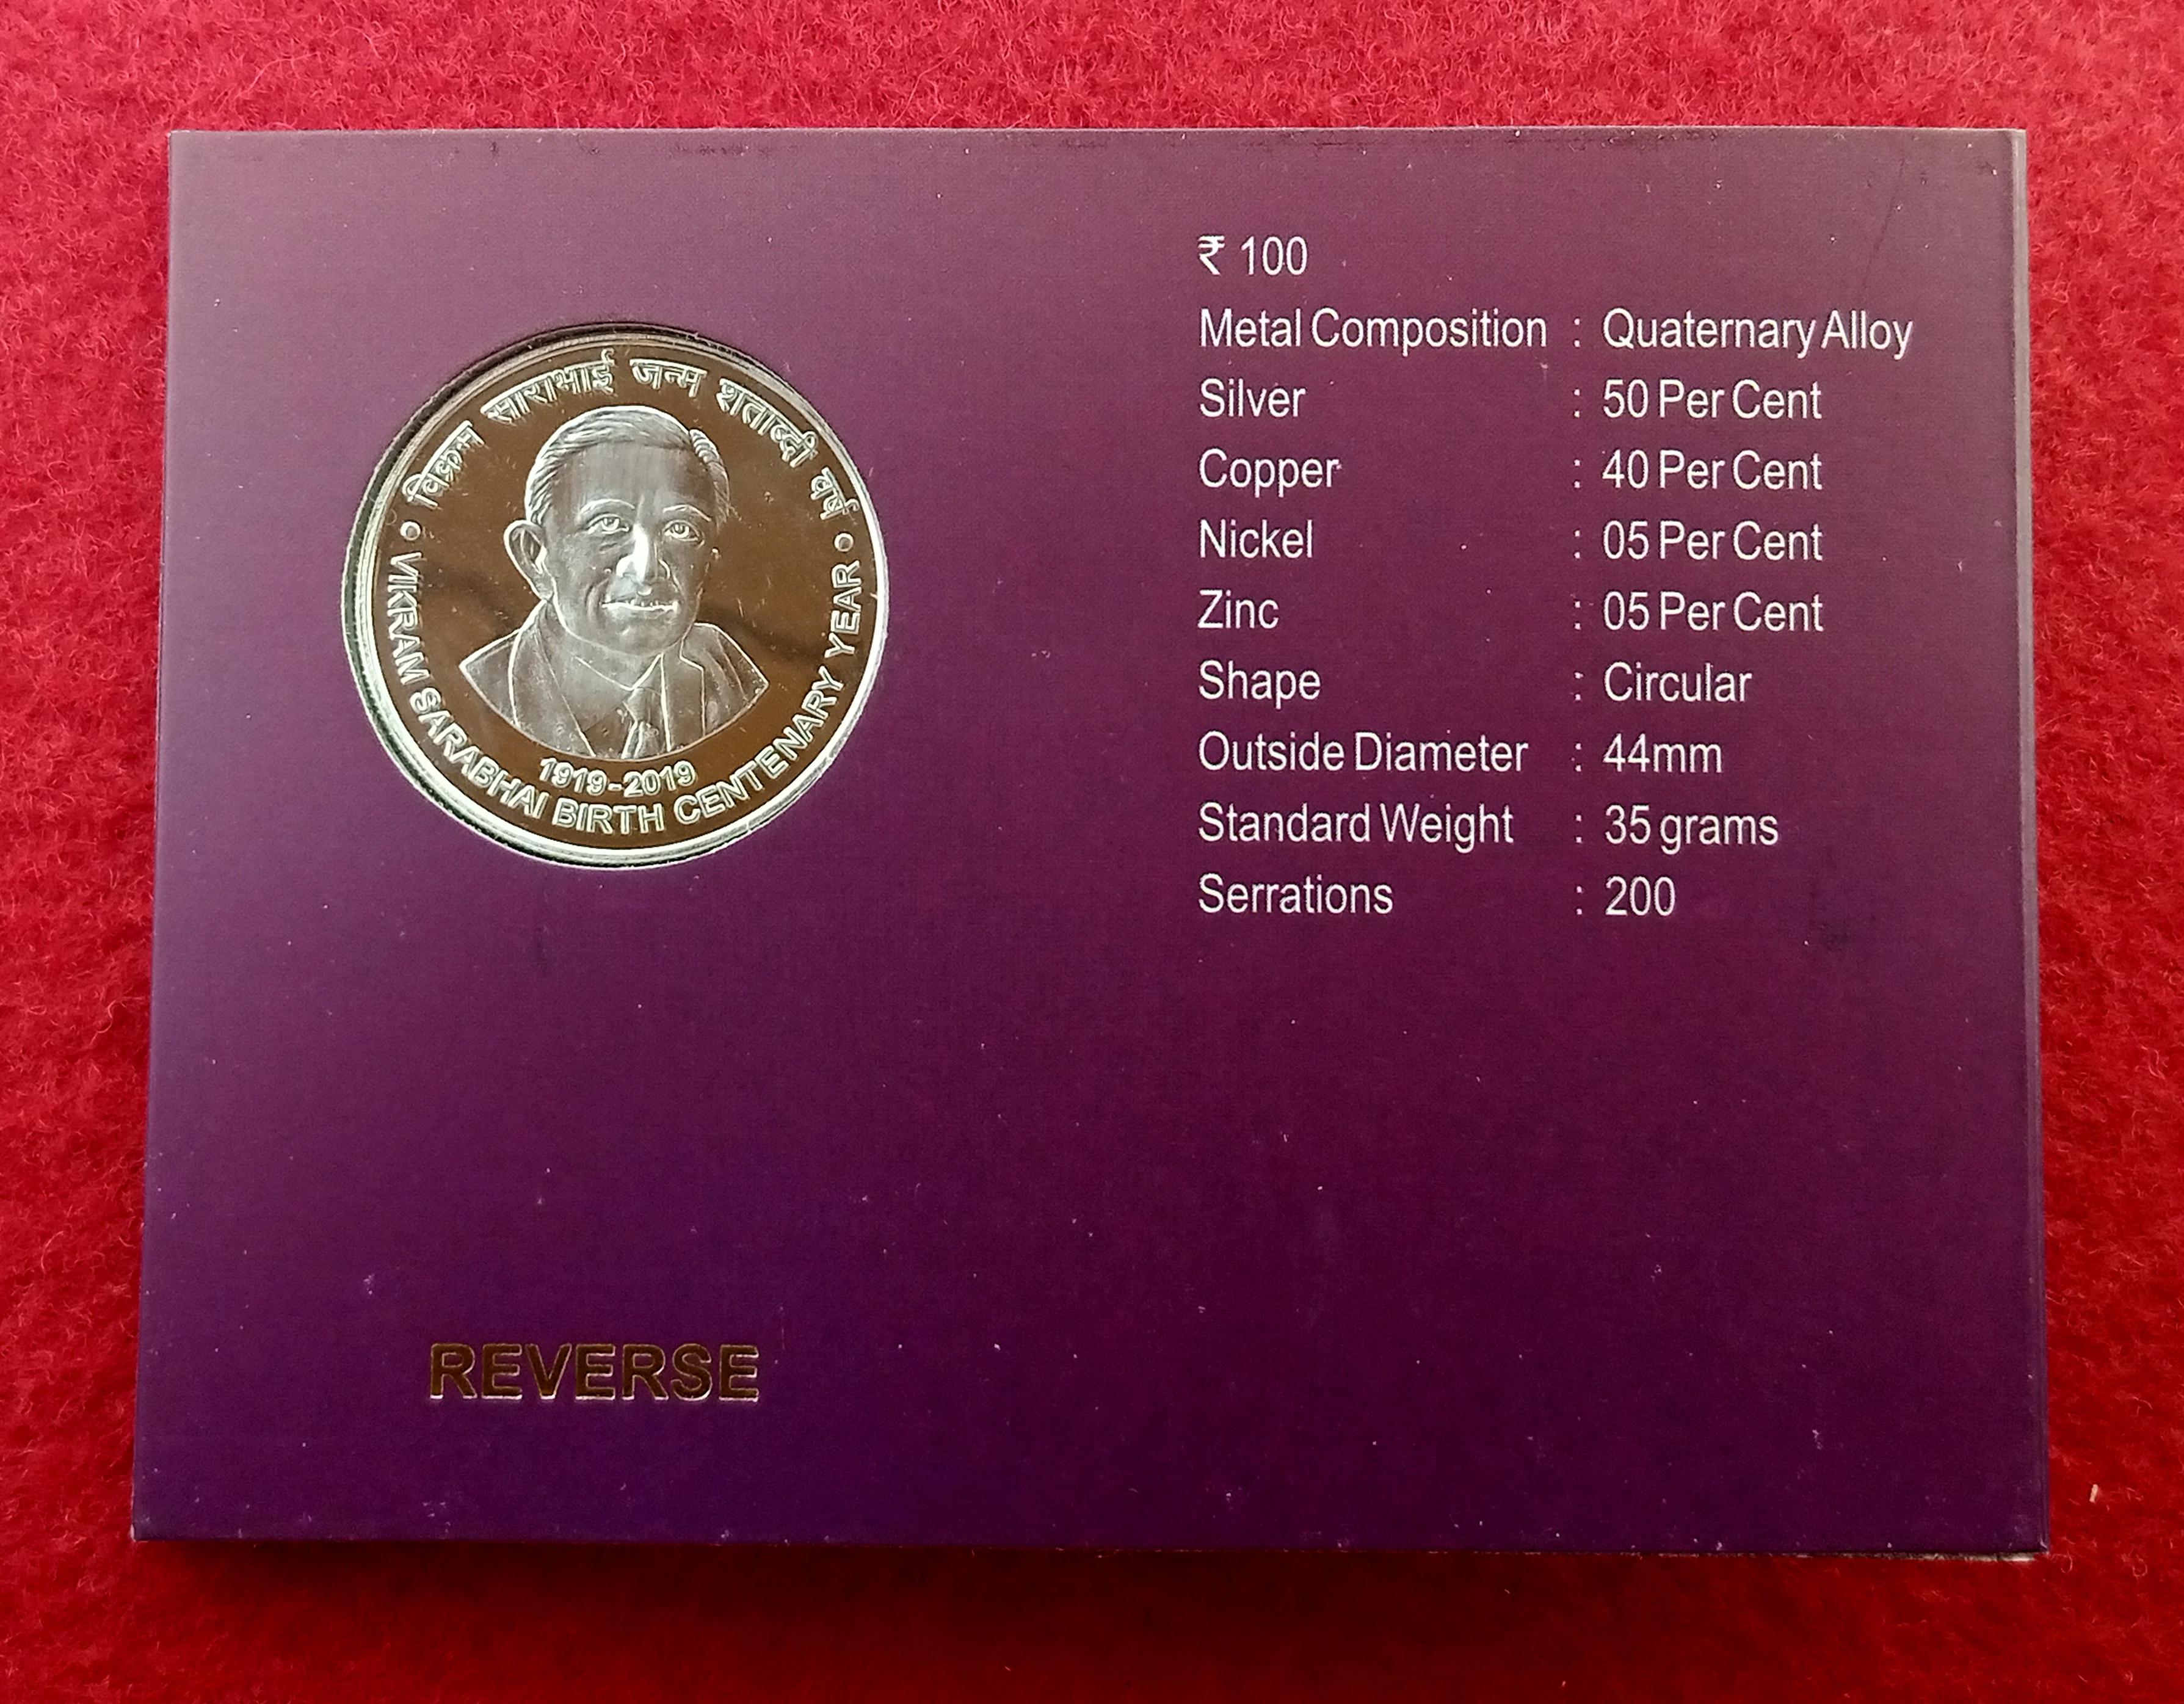 विक्रम साराभाई जन्म शताब्दी वर्ष
1919-2019
VIKRAM SARABHAI BIRTH CENTENARY YEAR
₹ 100
Metal Composition : Quaternary Alloy
Silver : 50 Per Cent
Copper : 40 Per Cent
Nickel : 05 Per Cent
Zinc : 05 Per Cent
Shape : Circular
Outside Diameter : 44mm
Standard Weight : 35 grams
Serrations : 200
REVERSE